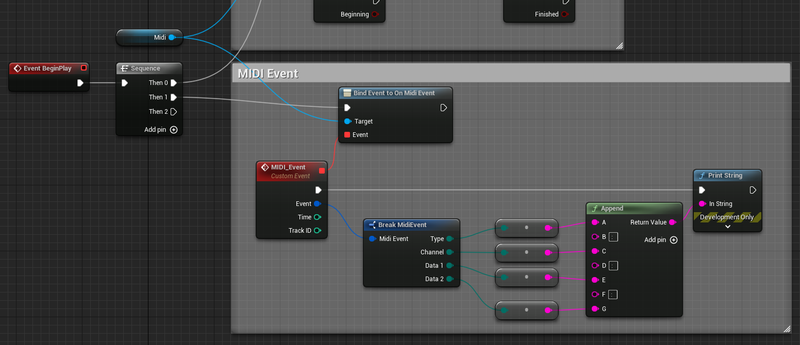 Beginning
Finished
Midi
Event BeginPlay
Sequence
Then 0
Then 1
Then 2
Add pin
MIDI Event
Bind Event to On Midi Event
Target
Event
MIDI_Event
Custom Event
Event
Time
Track ID
Break MidiEvent
Midi Event
Type
Channel
Data 1
Data 2
Append
A
Return Value
B
Add pin
C
D
E
F
G
Print String
In String
Development Only